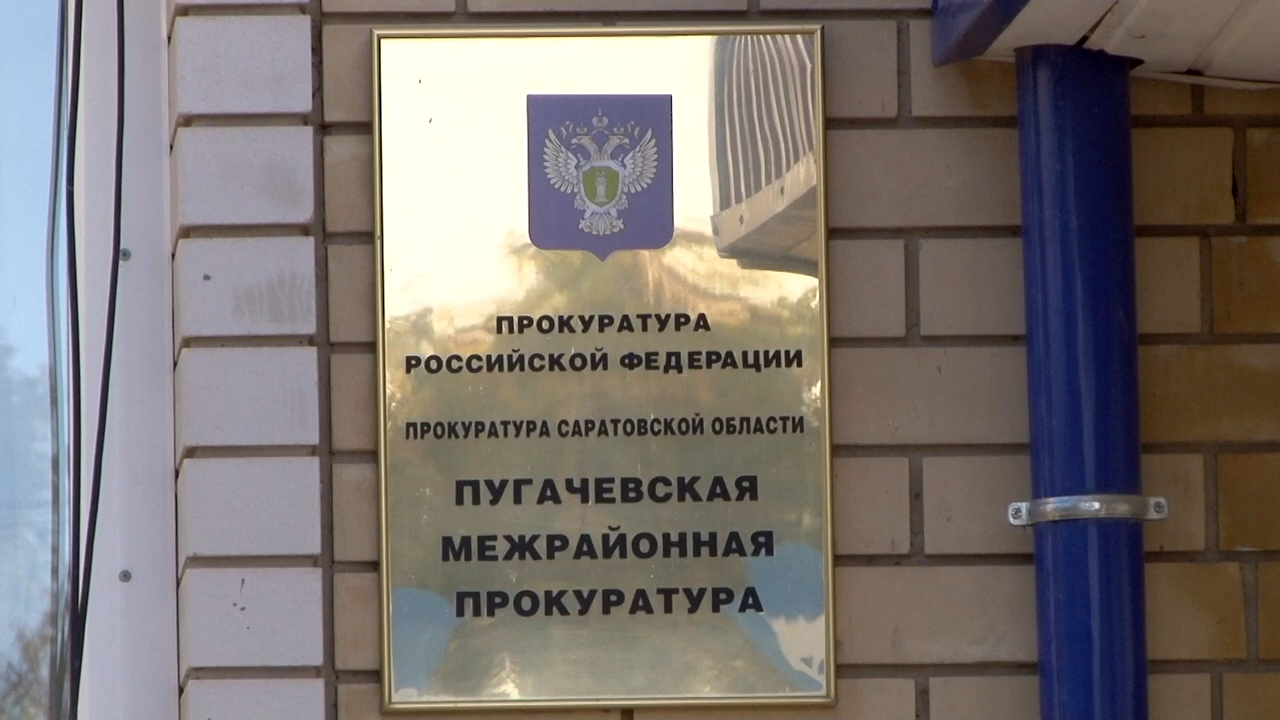 ПРОКУРАТУРА
РОССИЙСКОЙ ФЕДЕРАЦИИ
ПРОКУРАТУРА САРАТОВСКОЙ ОБЛАСТИ
ПУГАЧЕВСКАЯ
МЕЖРАЙОННАЯ
ПРОКУРАТУРА